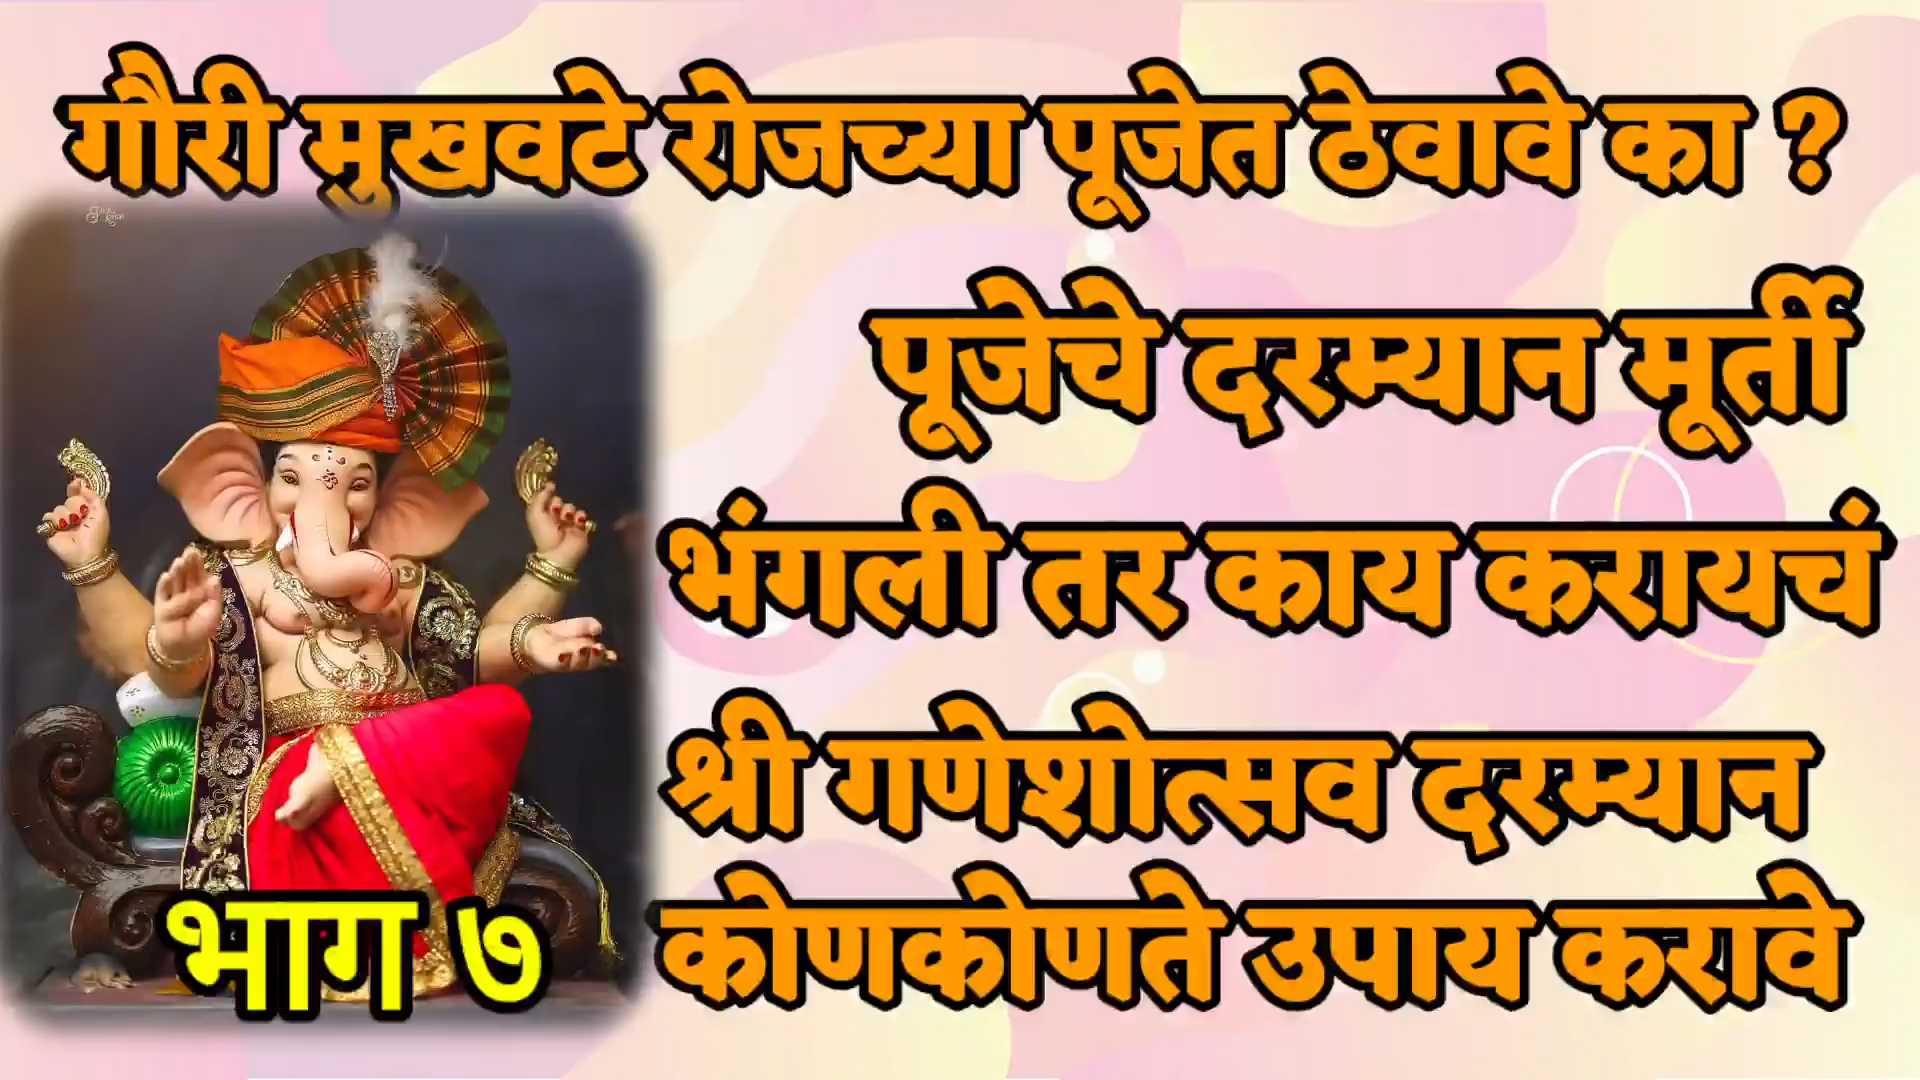 गौरी मुखवटे रोजच्या पूजेत ठेवावे का ?
पूजेचे दरम्यान मूर्ती
भंगली तर काय करायचं
श्री गणेशोत्सव दरम्यान
कोणकोणते उपाय करावे
भाग ७